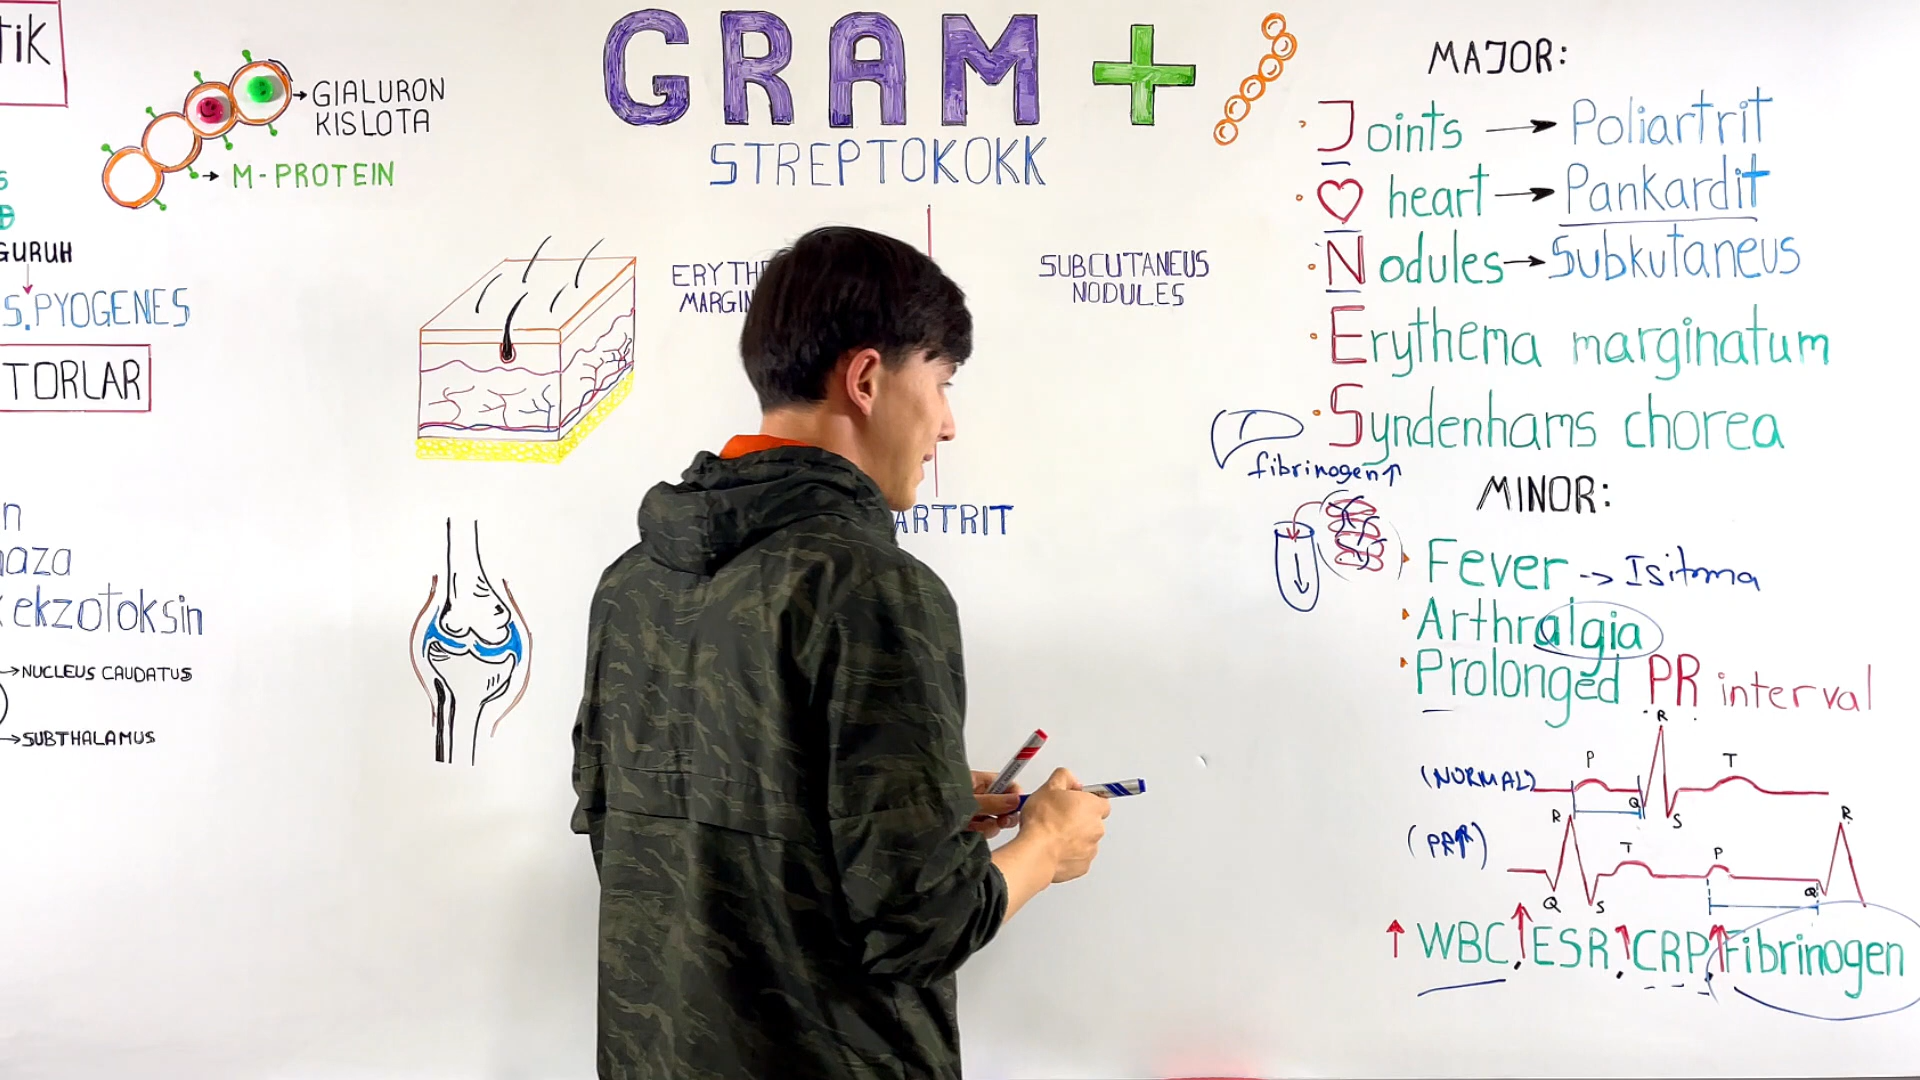 TIK
GIALURON
KISLOTA
M-PROTEIN
GURUH
S.PYOGENES
TORLAR
ekzotoksin
NUCLEUS CAUDATUS
SUBTHALAMUS
GRAM +
STREPTOKOKK
SUBCUTANEUS
NODULES
ARTRIT
MAJOR:
Joints → Poliartrit
heart → Pankardit
Nodules → Subkutaneus
Erythema marginatum
Syndenhams chorea
fibrinogen↑
MINOR:
Fever -> Isitma
Arthralgia
Prolonged PR interval
(NORMAL) P Q R S T
(PR↑) Q R S T P Q R
↑ WBC, ↑ ESR, ↑ CRP, ↑ Fibrinogen